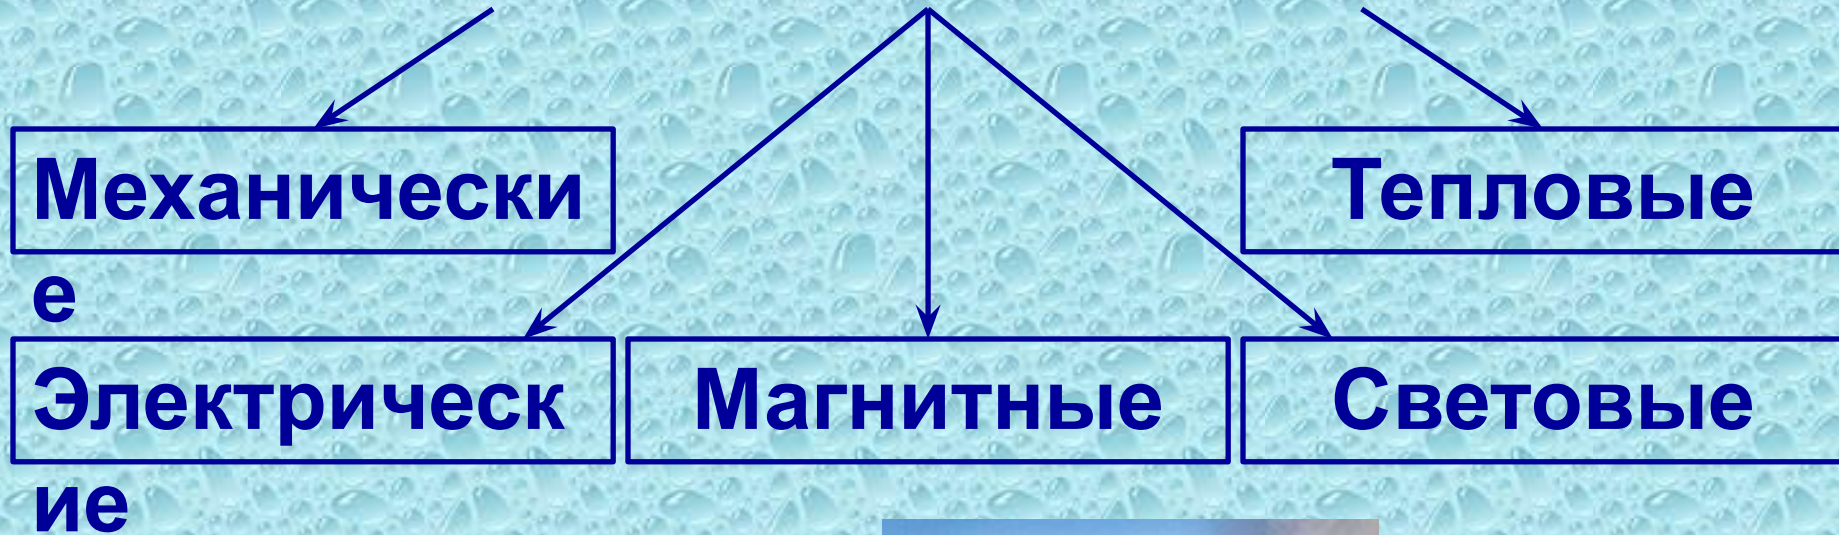 Механически
е
Тепловые
Электрическ
ие
Магнитные
Световые